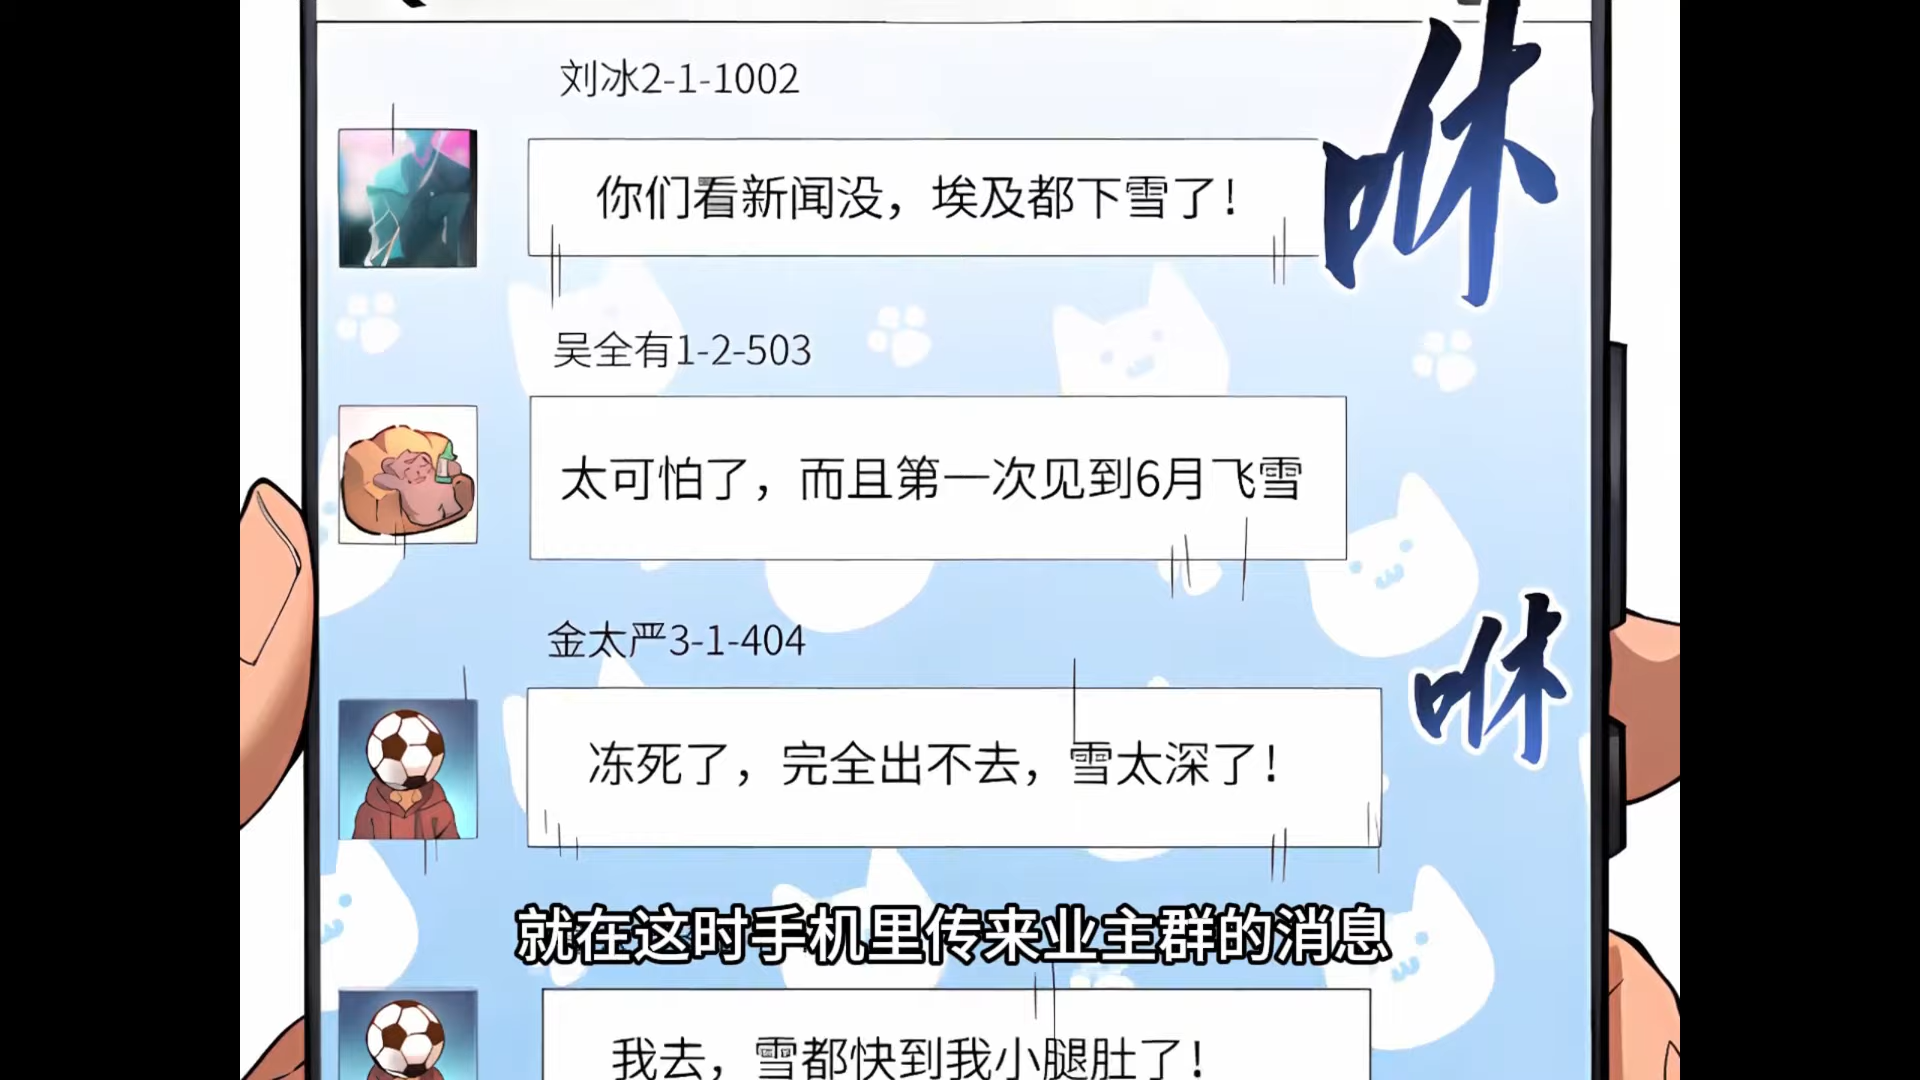 刘冰2-1-1002
咻
你们看新闻没，埃及都下雪了！
吴全有1-2-503
太可怕了，而且第一次见到6月飞雪
金太严3-1-404
咻
冻死了，完全出不去，雪太深了！
就在这时手机里传来业主群的消息
我去，雪都快到我小腿肚了！